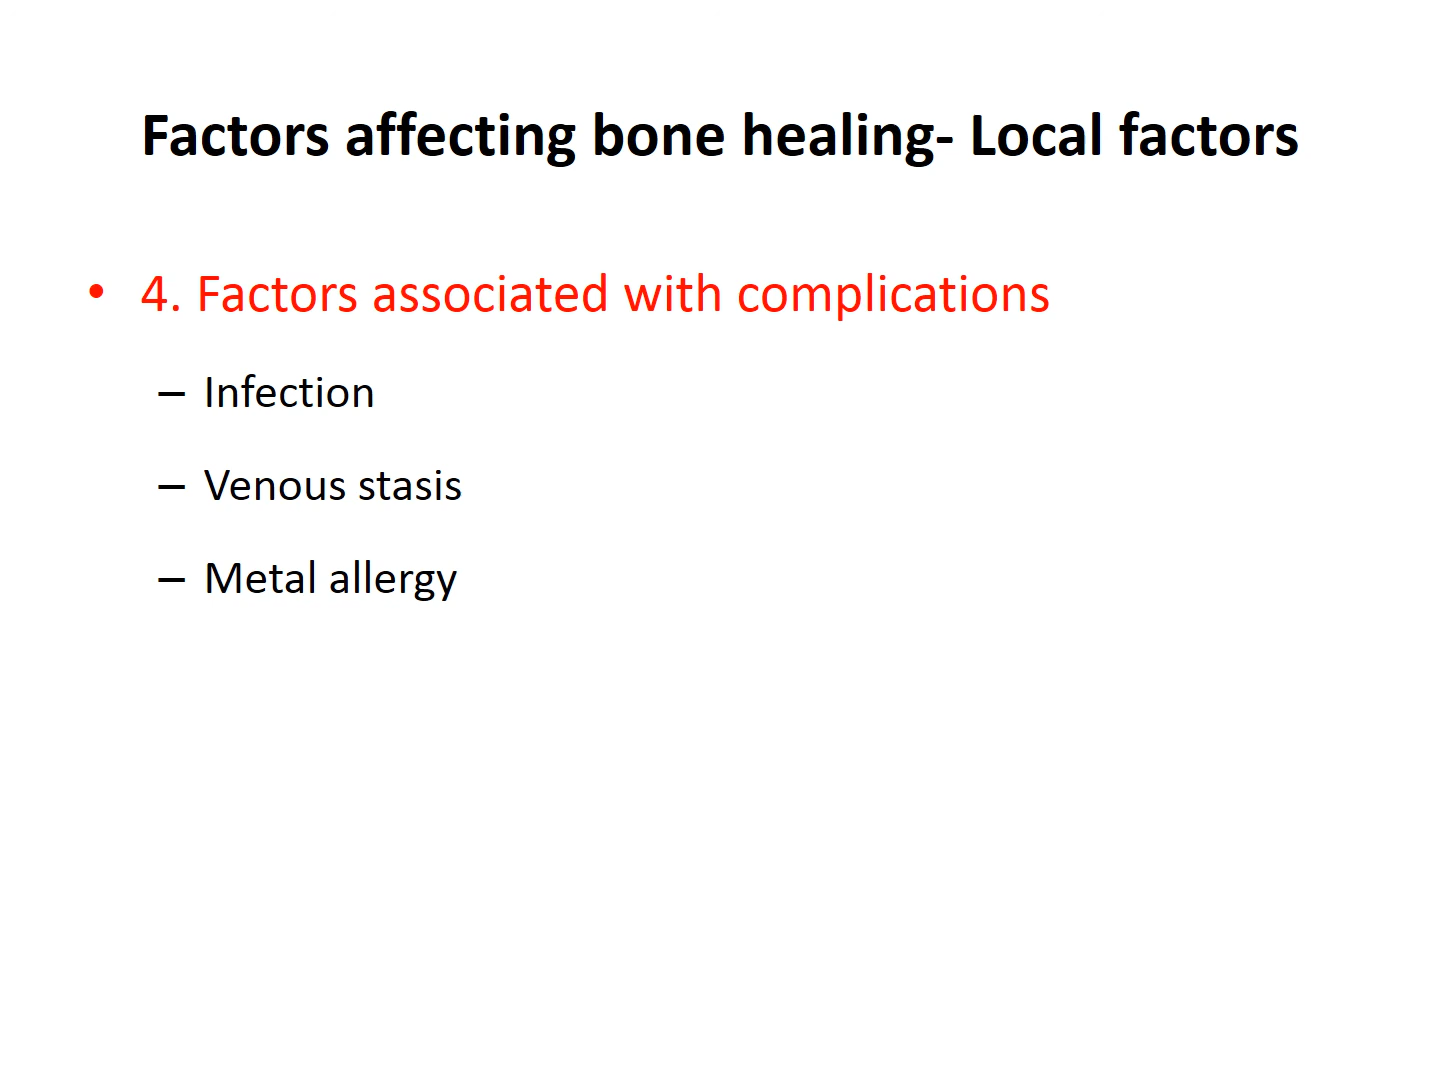 Factors affecting bone healing- Local factors
• 4. Factors associated with complications
– Infection
– Venous stasis
– Metal allergy